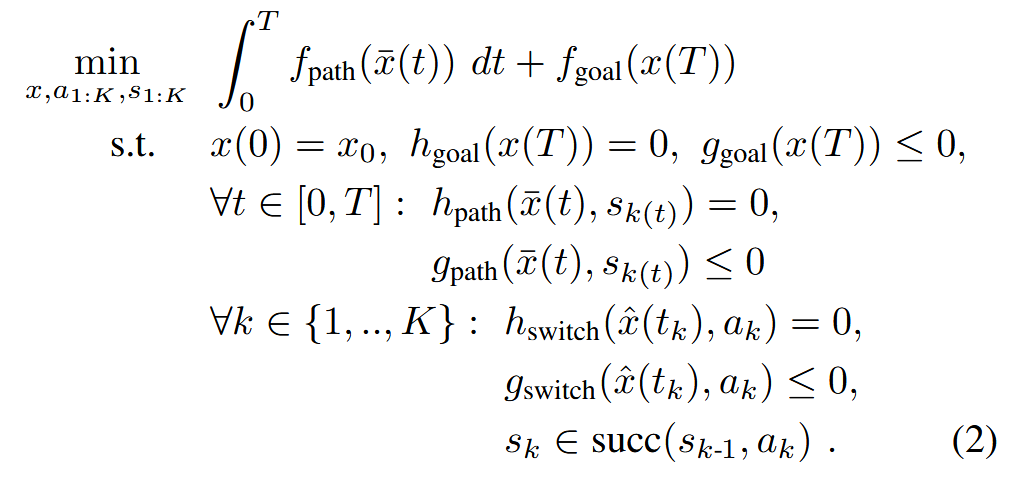 min_{x,a_{1:K},s_{1:K}} ∫_0^T f_path(x̄(t)) dt + f_goal(x(T))
s.t. x(0) = x_0, h_goal(x(T)) = 0, g_goal(x(T)) ≤ 0,
∀t ∈ [0, T] : h_path(x̄(t), s_{k(t)}) = 0,
g_path(x̄(t), s_{k(t)}) ≤ 0
∀k ∈ {1, .., K} : h_switch(x̂(t_k), a_k) = 0,
g_switch(x̂(t_k), a_k) ≤ 0,
s_k ∈ succ(s_{k-1}, a_k) . (2)